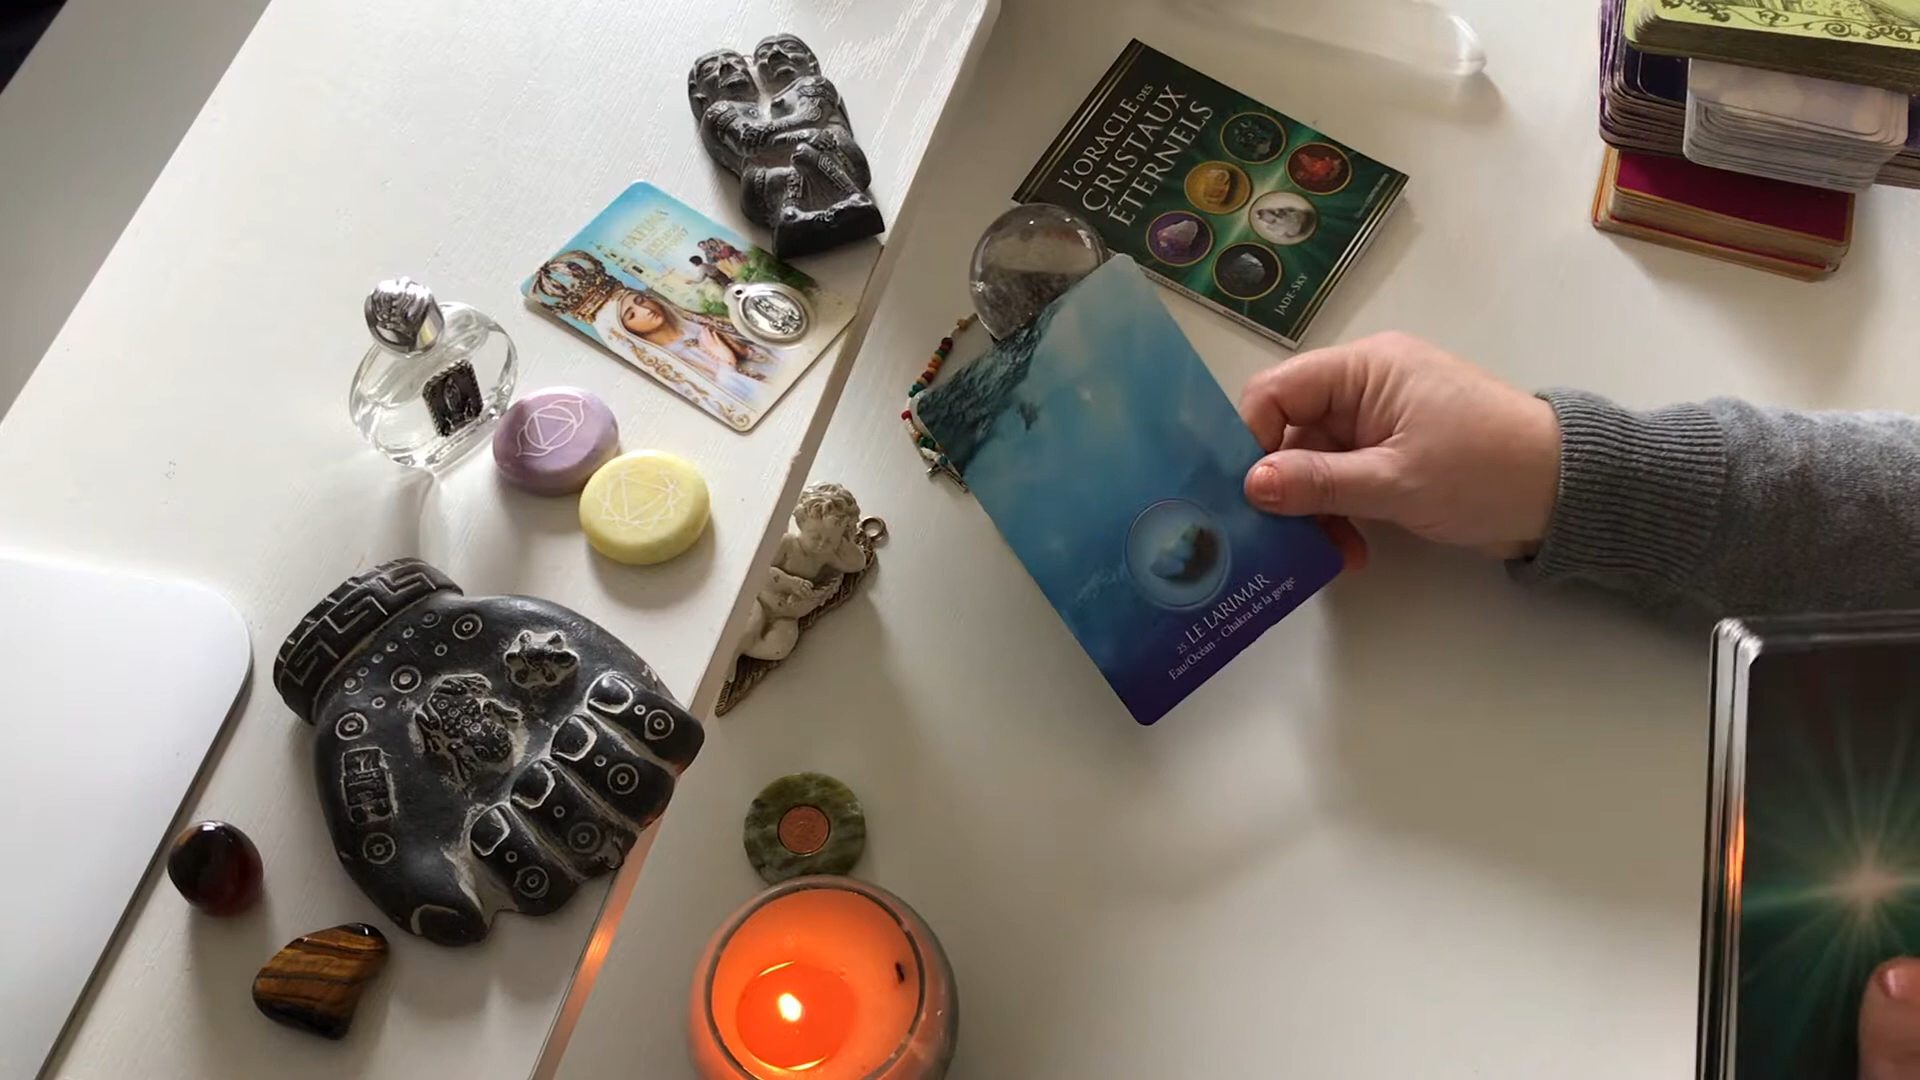 L'ORACLE DES
CRISTAUX
ÉTERNELS
JADE-SKY
FATIMA
25. LE LARIMAR
Eau/Océan – Chakra de la gorge